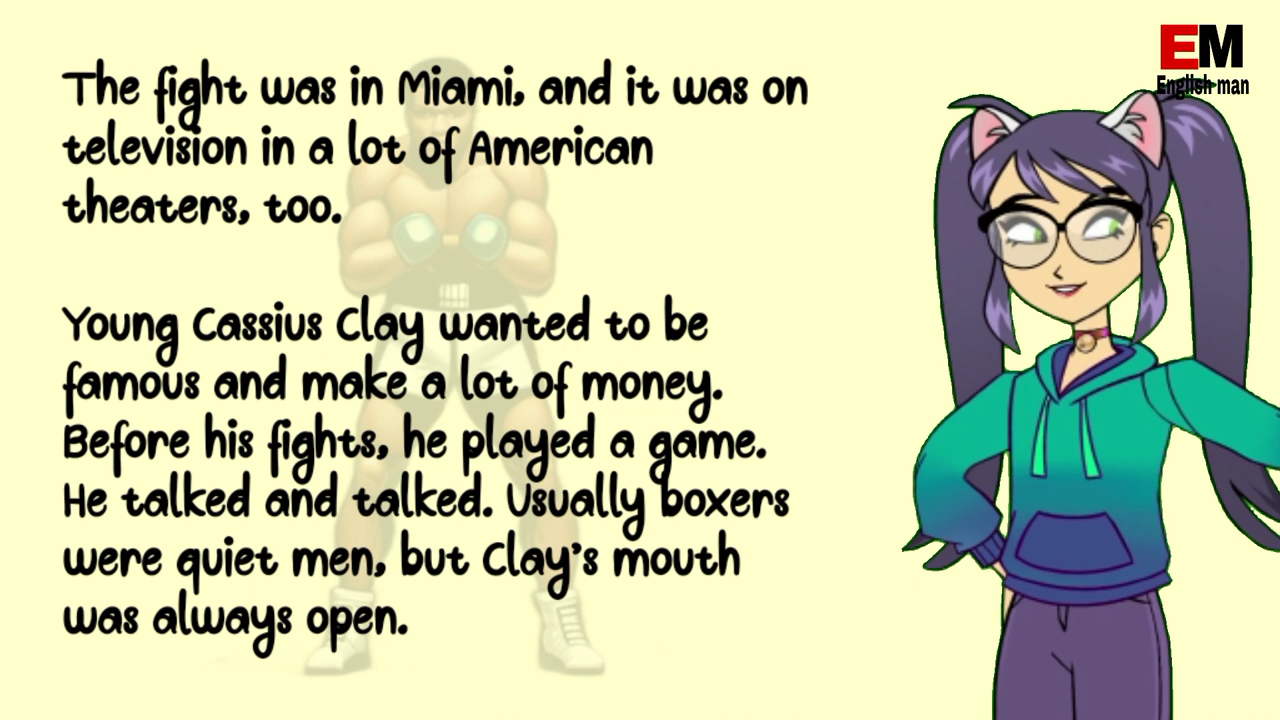 EM
English man
The fight was in Miami, and it was on
television in a lot of American
theaters, too.
Young Cassius Clay wanted to be
famous and make a lot of money.
Before his fights, he played a game.
He talked and talked. Usually boxers
were quiet men, but Clay's mouth
was always open.